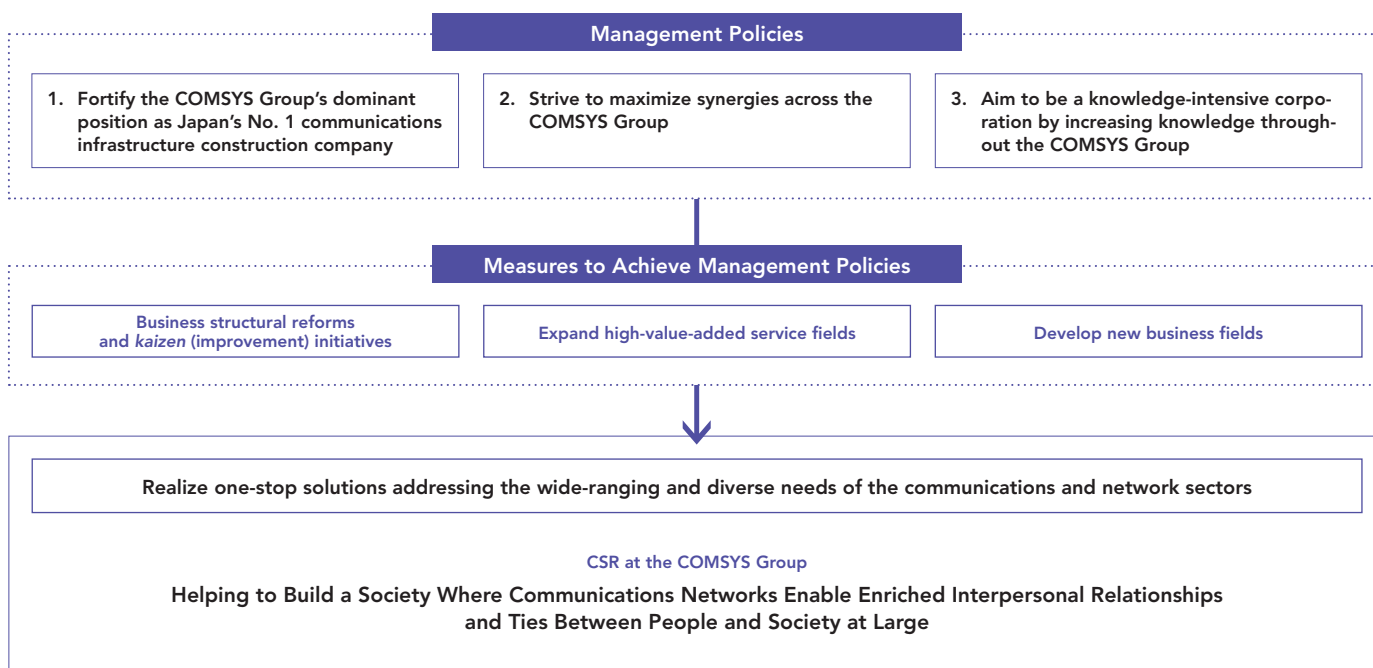 Management Policies
1. Fortify the COMSYS Group's dominant
position as Japan's No. 1 communications
infrastructure construction company
2. Strive to maximize synergies across the
COMSYS Group
3. Aim to be a knowledge-intensive corpo-
ration by increasing knowledge through-
out the COMSYS Group
Measures to Achieve Management Policies
Business structural reforms
and kaizen (improvement) initiatives
Expand high-value-added service fields
Develop new business fields
Realize one-stop solutions addressing the wide-ranging and diverse needs of the communications and network sectors
CSR at the COMSYS Group
Helping to Build a Society Where Communications Networks Enable Enriched Interpersonal Relationships
and Ties Between People and Society at Large